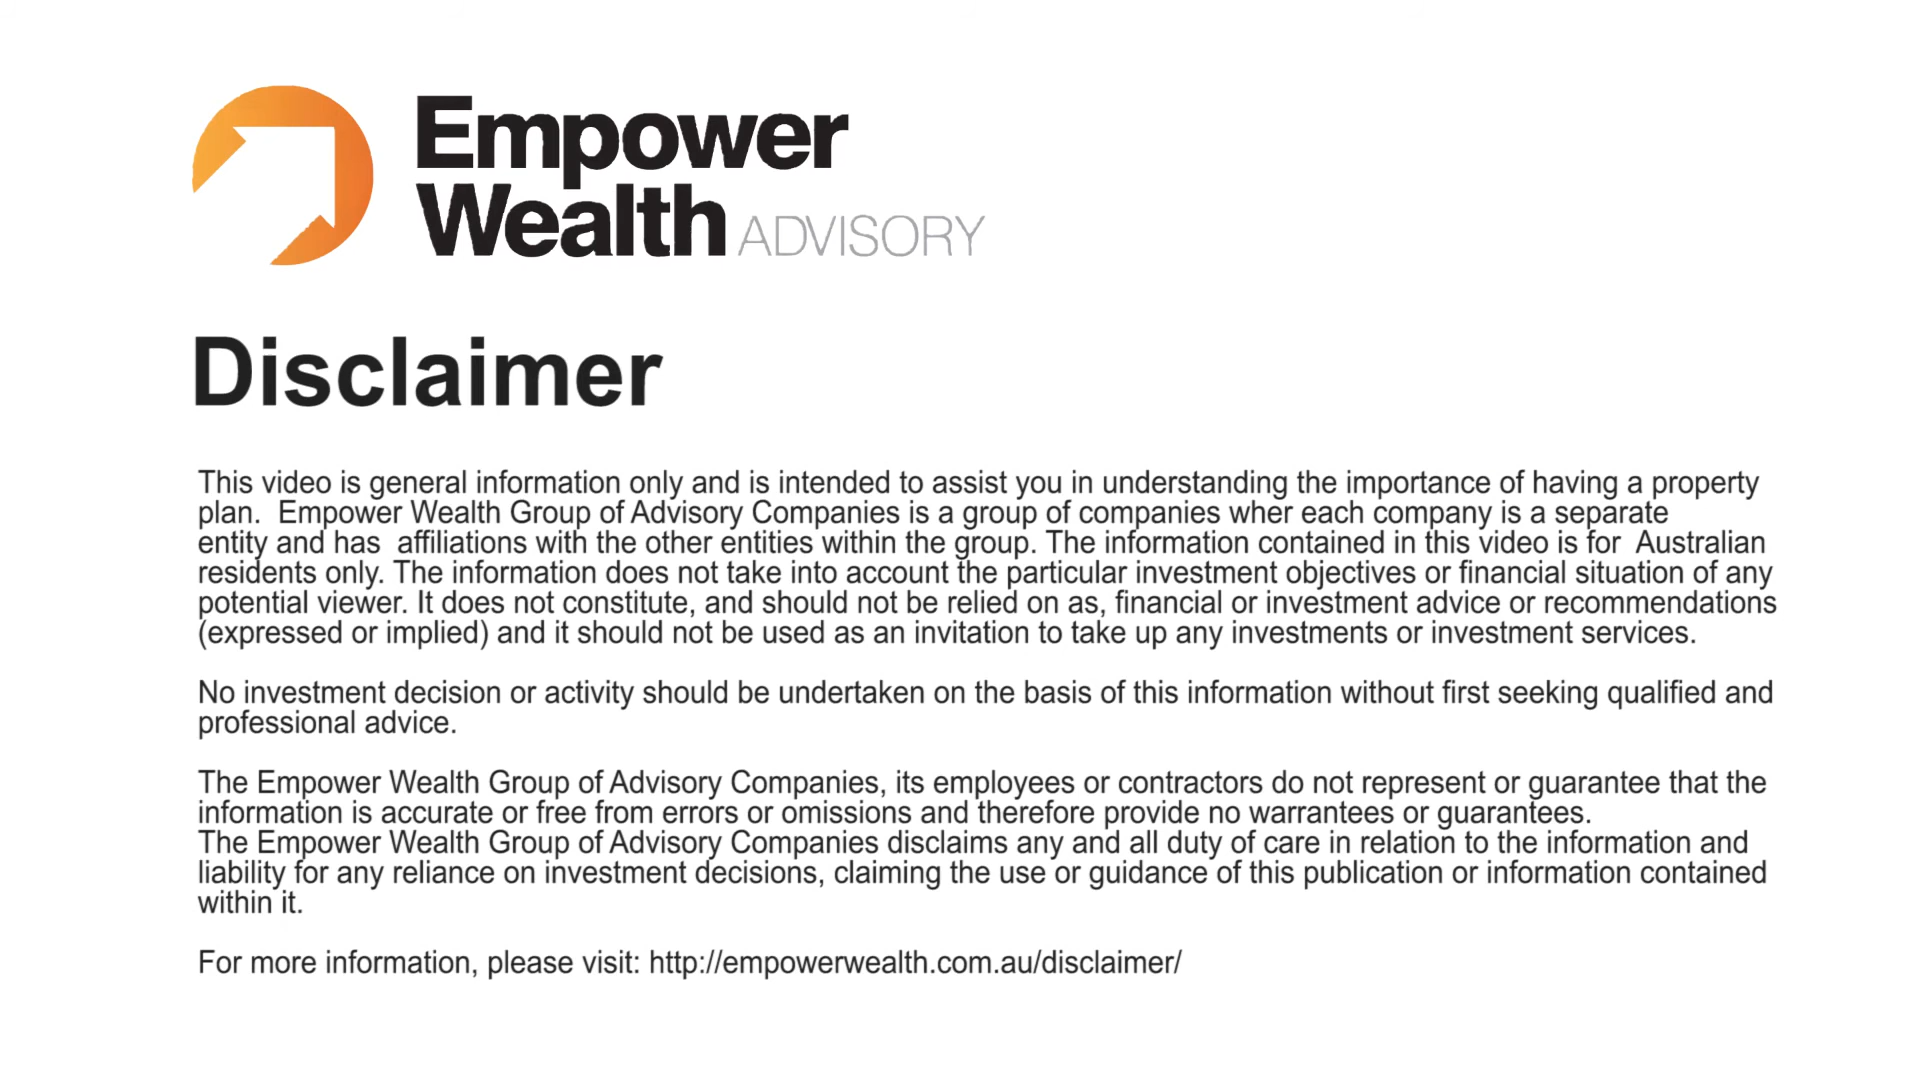 Empower
Wealth ADVISORY
Disclaimer
This video is general information only and is intended to assist you in understanding the importance of having a property
plan.  Empower Wealth Group of Advisory Companies is a group of companies wher each company is a separate
entity and has  affiliations with the other entities within the group. The information contained in this video is for  Australian
residents only. The information does not take into account the particular investment objectives or financial situation of any
potential viewer. It does not constitute, and should not be relied on as, financial or investment advice or recommendations
(expressed or implied) and it should not be used as an invitation to take up any investments or investment services.
No investment decision or activity should be undertaken on the basis of this information without first seeking qualified and
professional advice.
The Empower Wealth Group of Advisory Companies, its employees or contractors do not represent or guarantee that the
information is accurate or free from errors or omissions and therefore provide no warrantees or guarantees.
The Empower Wealth Group of Advisory Companies disclaims any and all duty of care in relation to the information and
liability for any reliance on investment decisions, claiming the use or guidance of this publication or information contained
within it.
For more information, please visit: http://empowerwealth.com.au/disclaimer/